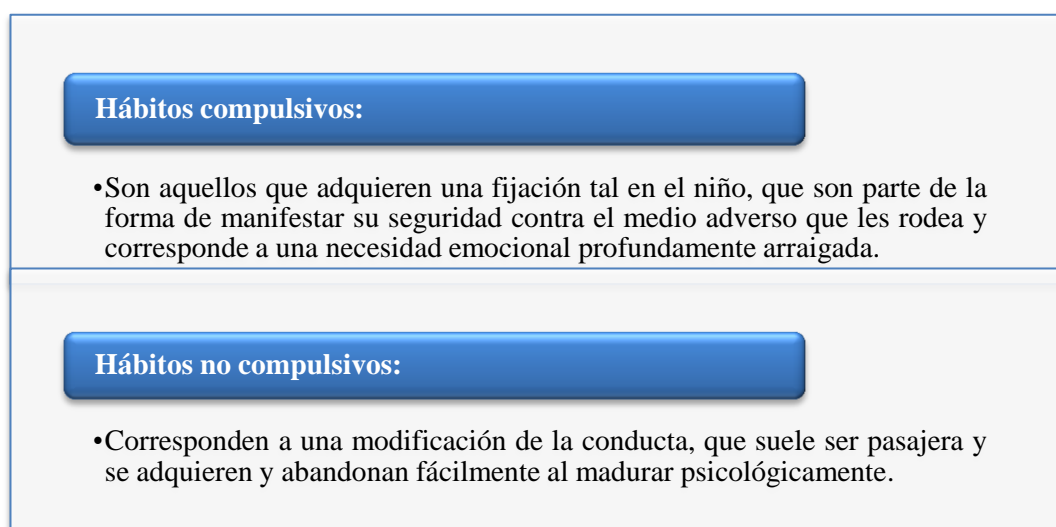 Hábitos compulsivos:
•Son aquellos que adquieren una fijación tal en el niño, que son parte de la
forma de manifestar su seguridad contra el medio adverso que les rodea y
corresponde a una necesidad emocional profundamente arraigada.
Hábitos no compulsivos:
•Corresponden a una modificación de la conducta, que suele ser pasajera y
se adquieren y abandonan fácilmente al madurar psicológicamente.